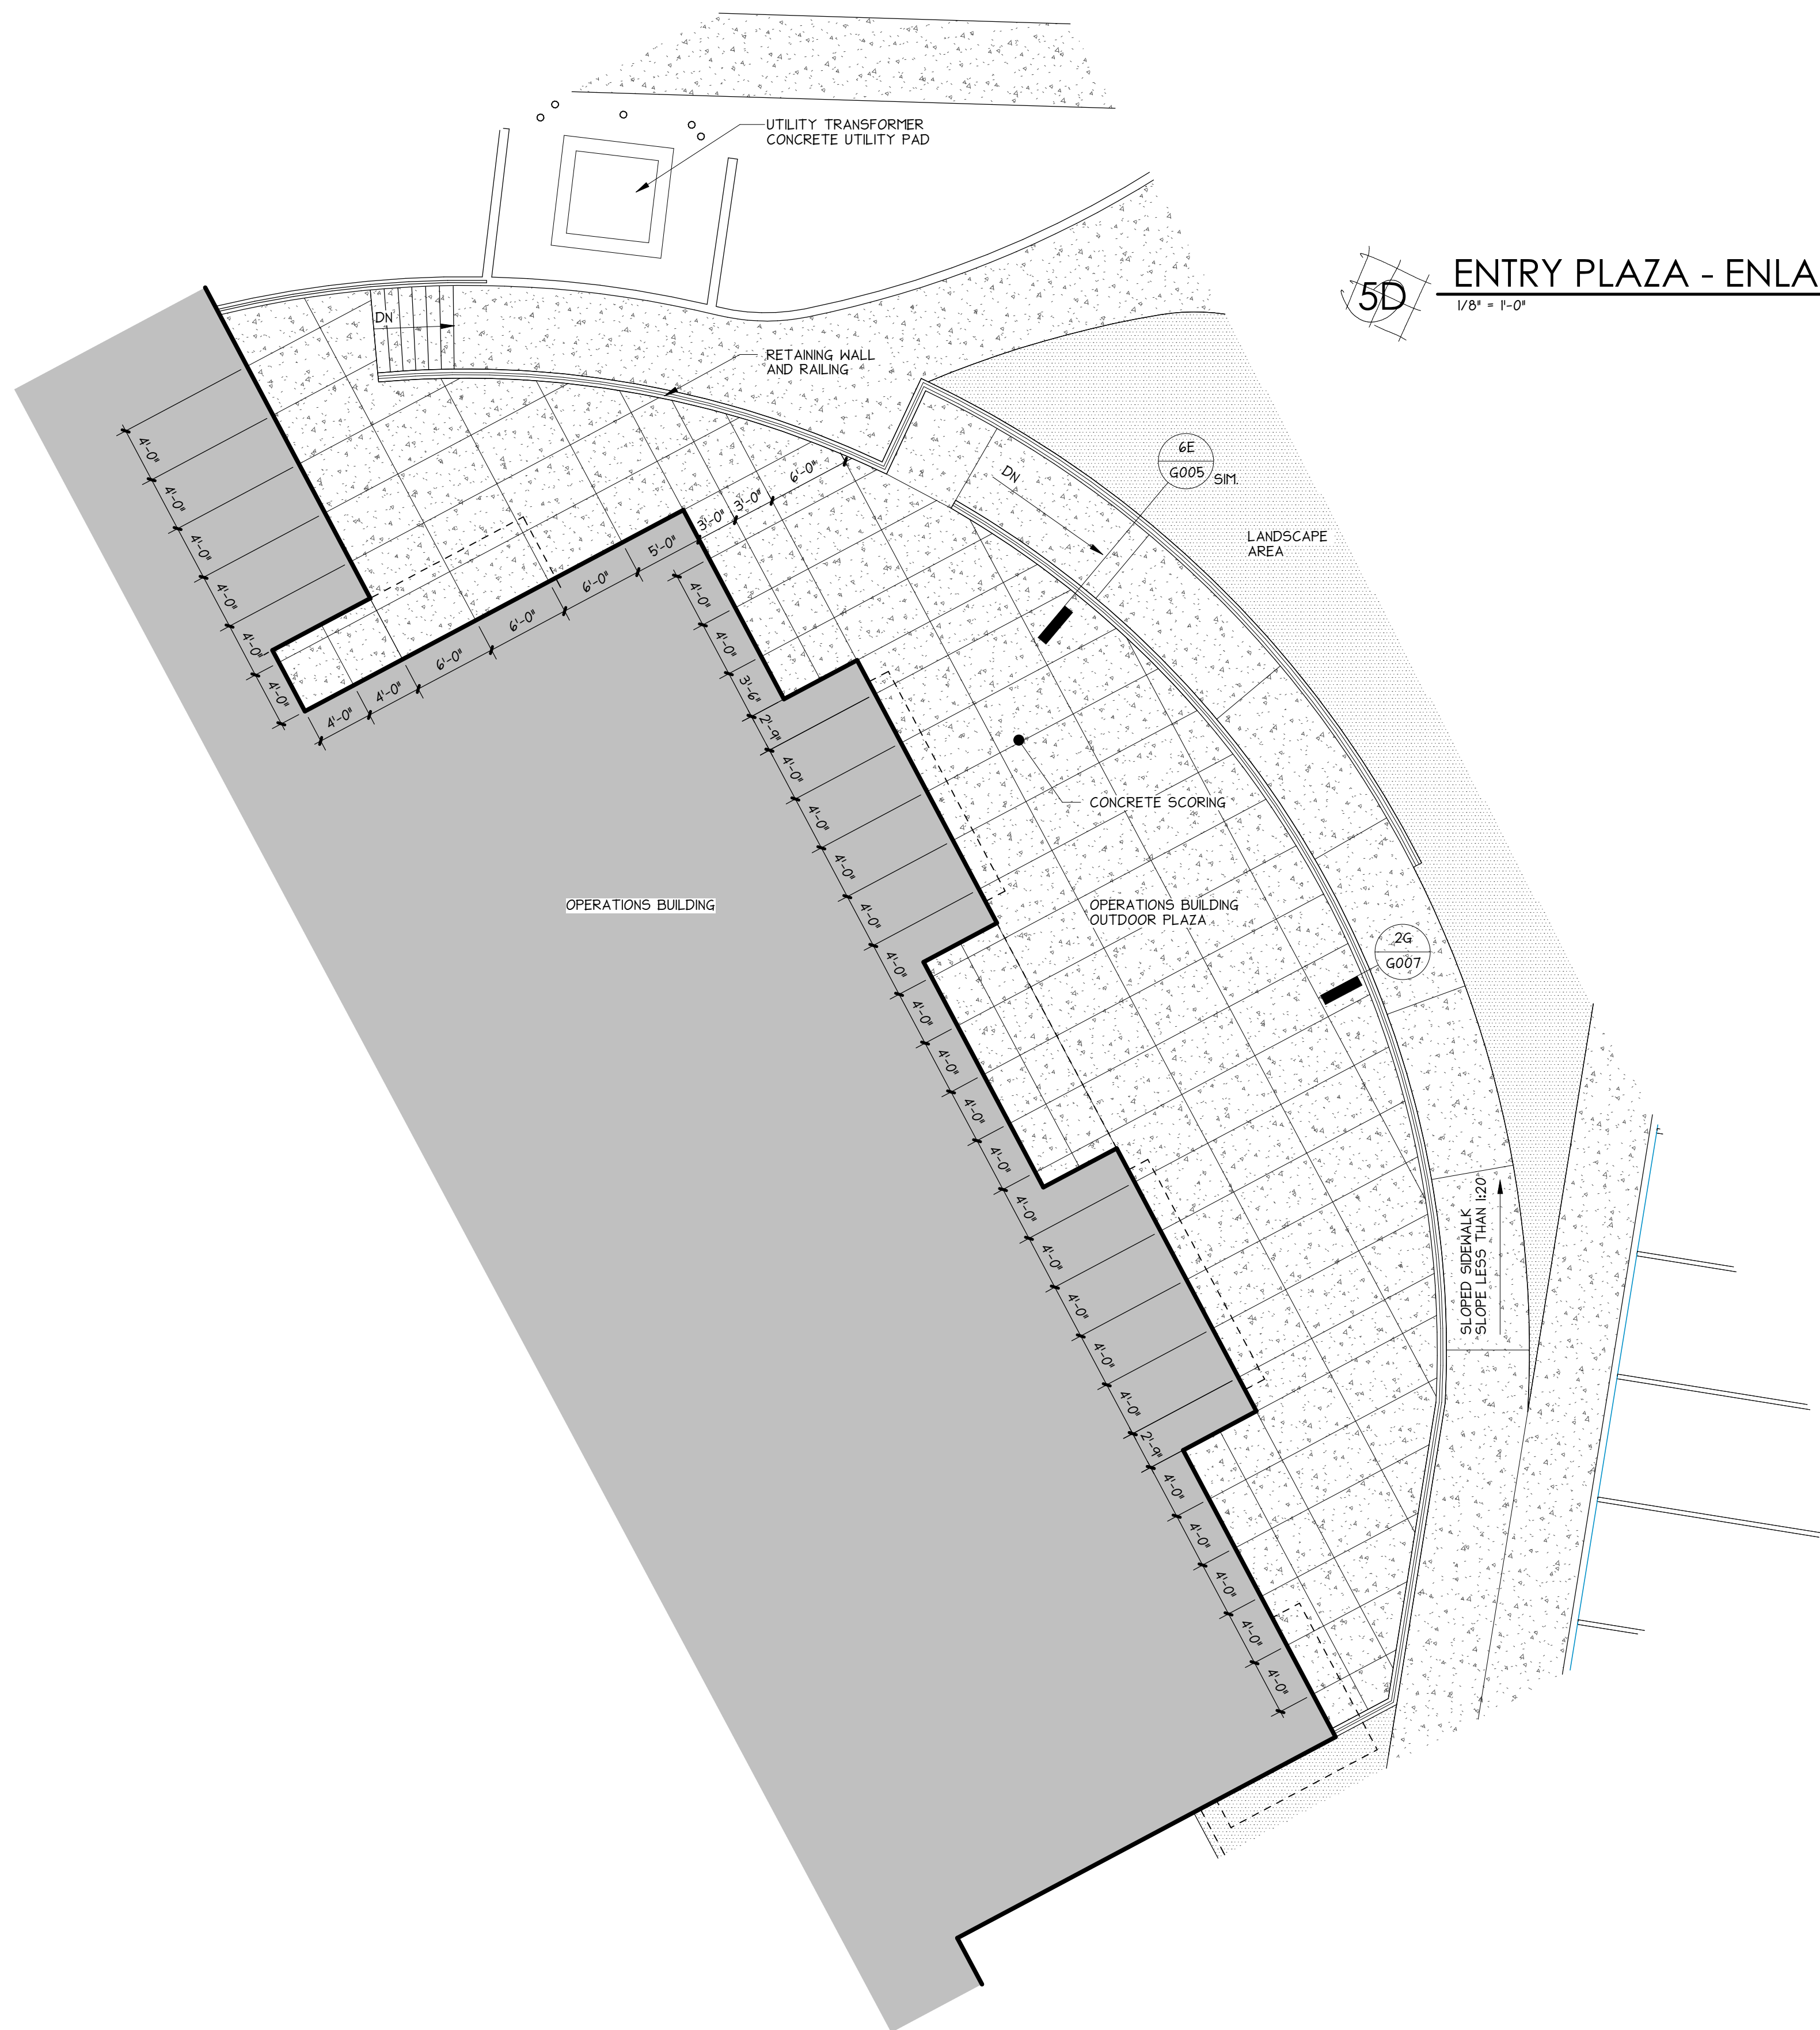 UTILITY TRANSFORMER
CONCRETE UTILITY PAD
5D
ENTRY PLAZA - ENLA
1/8" = 1'-0"
DN
RETAINING WALL
AND RAILING
6E
G005
SIM.
DN
LANDSCAPE
AREA
4'-0"
4'-0"
4'-0"
4'-0"
4'-0"
4'-0"
4'-0"
4'-0"
6'-0"
6'-0"
6'-0"
5'-0"
3'-0"
3'-0"
6'-0"
4'-0"
4'-0"
3'-6"
2'-9"
4'-0"
4'-0"
4'-0"
4'-0"
4'-0"
4'-0"
4'-0"
4'-0"
4'-0"
4'-0"
4'-0"
4'-0"
4'-0"
4'-0"
2'-9"
4'-0"
4'-0"
4'-0"
4'-0"
4'-0"
CONCRETE SCORING
OPERATIONS BUILDING
OPERATIONS BUILDING
OUTDOOR PLAZA
2G
G007
SLOPED SIDEWALK
SLOPE LESS THAN 1:20